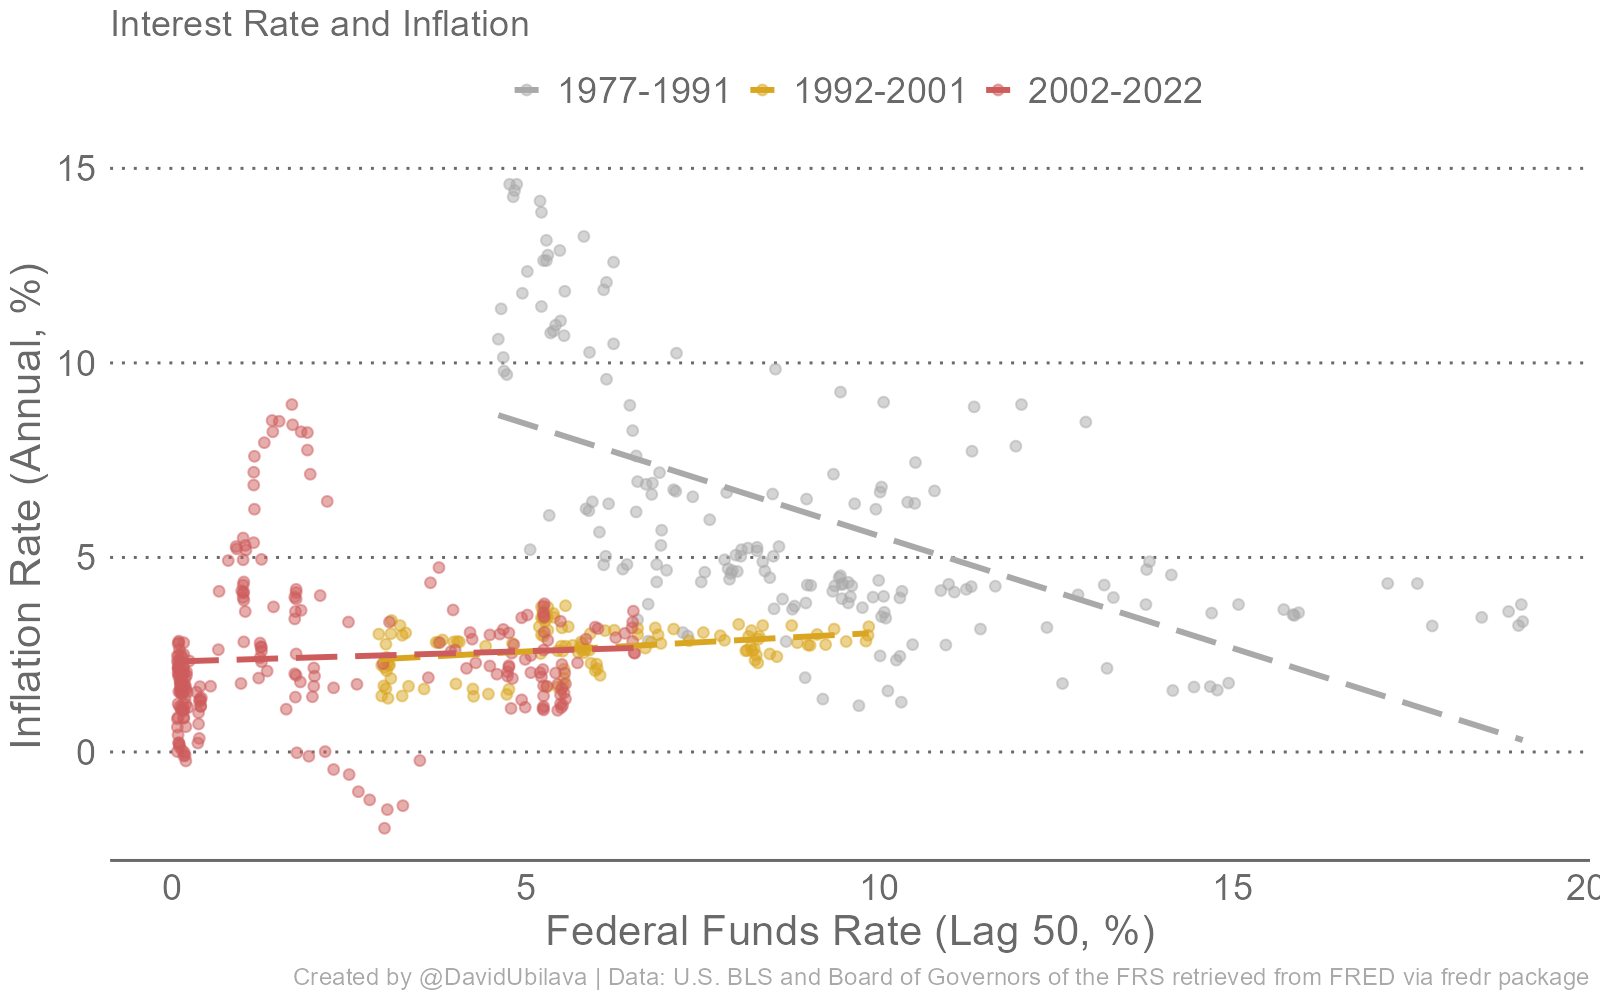 Interest Rate and Inflation
1977-1991 1992-2001 2002-2022
15
10
5
0
Inflation Rate (Annual, %)
0 5 10 15 20
Federal Funds Rate (Lag 50, %)
Created by @DavidUbilava | Data: U.S. BLS and Board of Governors of the FRS retrieved from FRED via fredr package